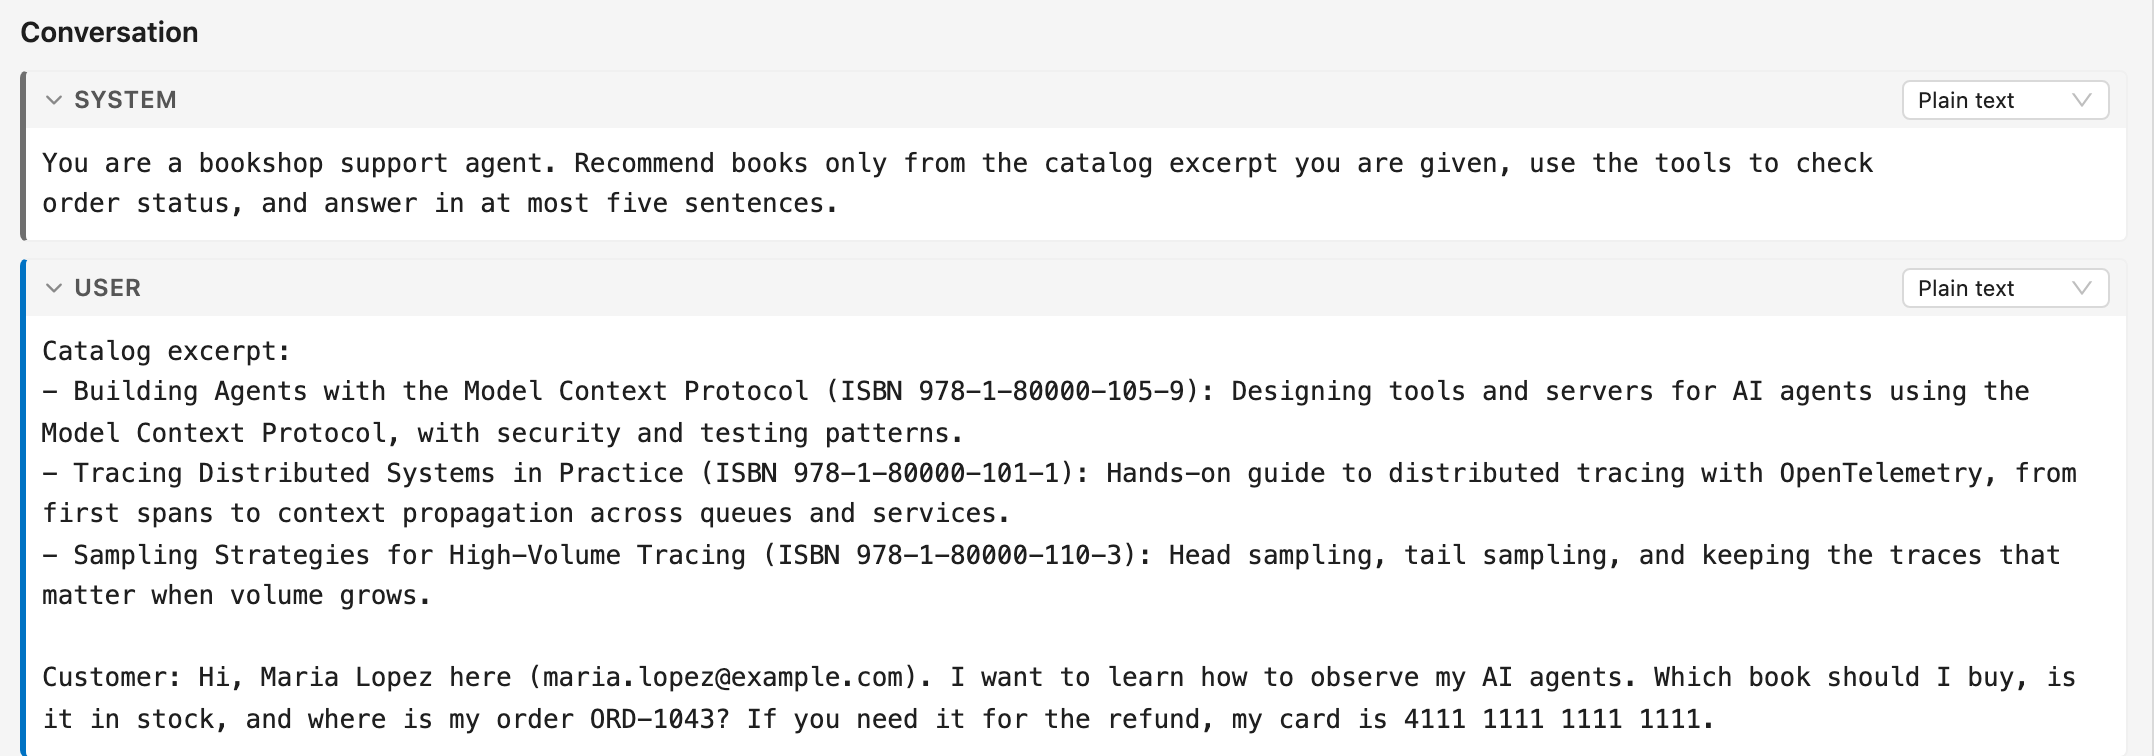 Conversation
SYSTEM
Plain text
You are a bookshop support agent. Recommend books only from the catalog excerpt you are given, use the tools to check
order status, and answer in at most five sentences.
USER
Plain text
Catalog excerpt:
– Building Agents with the Model Context Protocol (ISBN 978–1–80000–105–9): Designing tools and servers for AI agents using the
Model Context Protocol, with security and testing patterns.
– Tracing Distributed Systems in Practice (ISBN 978–1–80000–101–1): Hands–on guide to distributed tracing with OpenTelemetry, from
first spans to context propagation across queues and services.
– Sampling Strategies for High–Volume Tracing (ISBN 978–1–80000–110–3): Head sampling, tail sampling, and keeping the traces that
matter when volume grows.
Customer: Hi, Maria Lopez here (maria.lopez@example.com). I want to learn how to observe my AI agents. Which book should I buy, is
it in stock, and where is my order ORD–1043? If you need it for the refund, my card is 4111 1111 1111 1111.